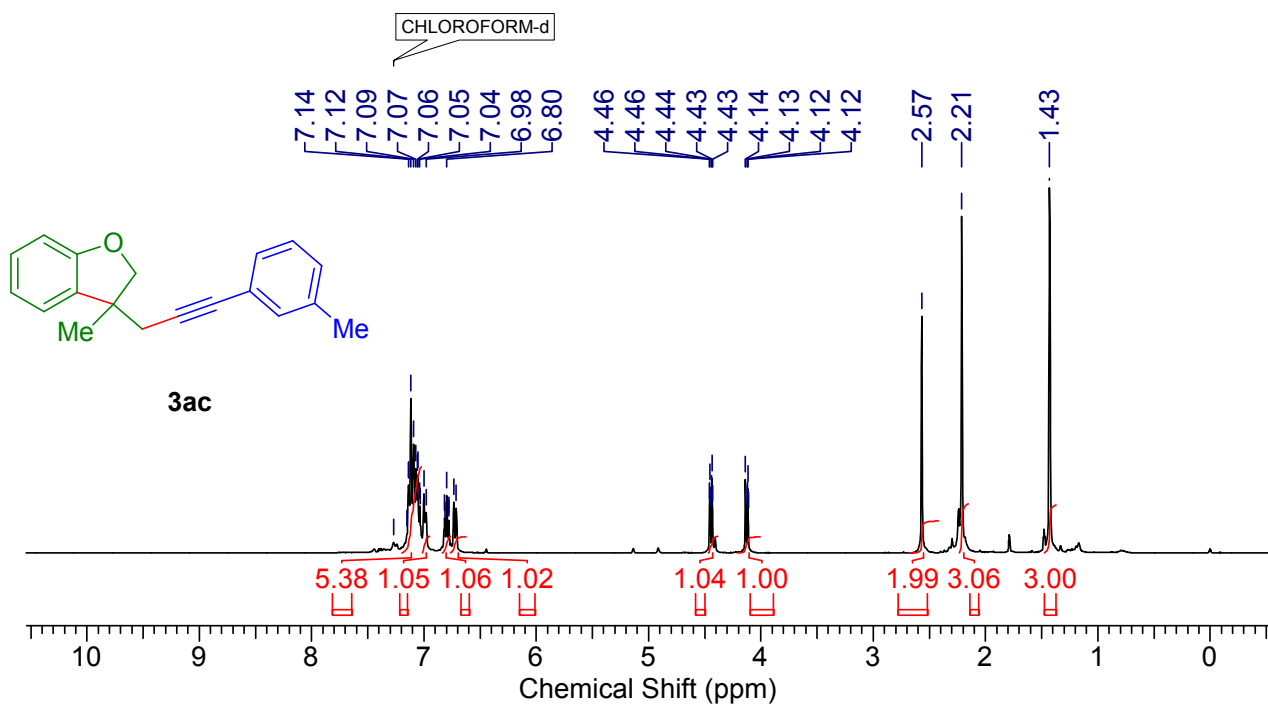 CHLOROFORM-d
7.14 7.12 7.09 7.07 7.06 7.05 7.04 6.98 6.80 4.46 4.46 4.44 4.43 4.43 4.14 4.13 4.12 4.12 2.57 2.21 1.43
O
Me
Me
3ac
5.38 1.05 1.06 1.02 1.04 1.00 1.99 3.06 3.00
10 9 8 7 6 5 4 3 2 1 0
Chemical Shift (ppm)